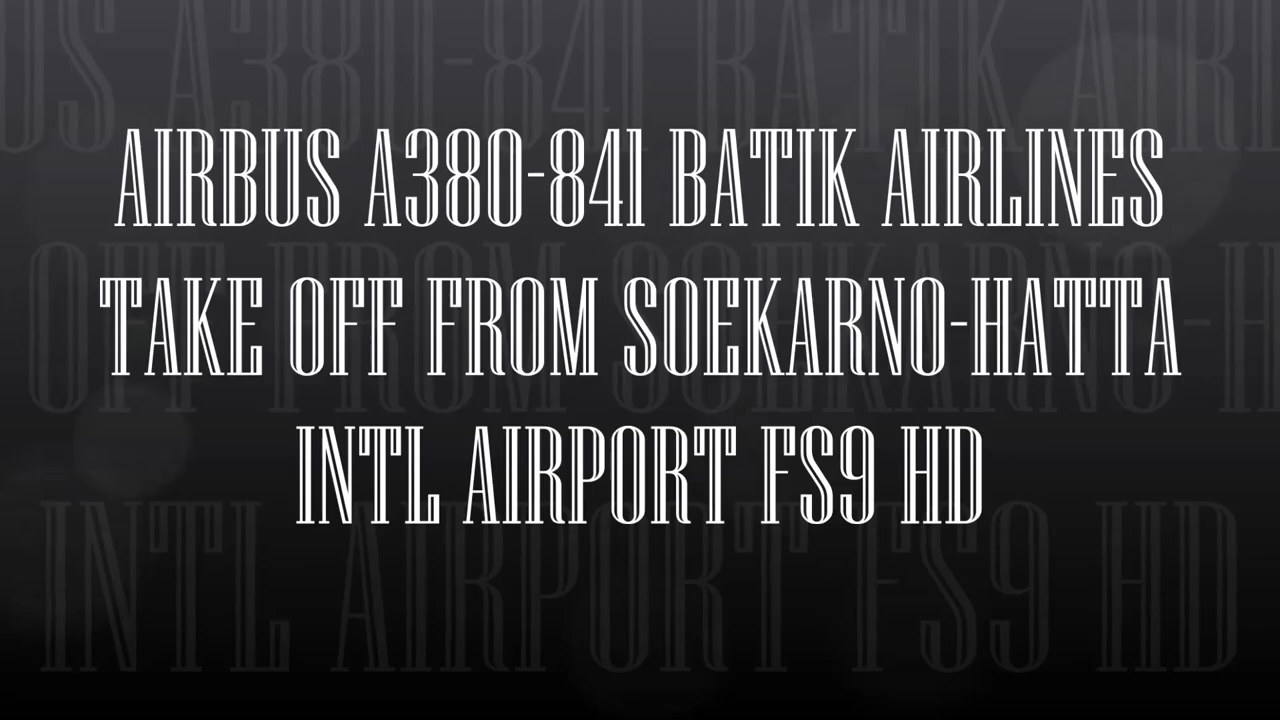 AIRBUS A380-841 BATIK AIRLINES
TAKE OFF FROM SOEKARNO-HATTA
INTL AIRPORT FS9 HD